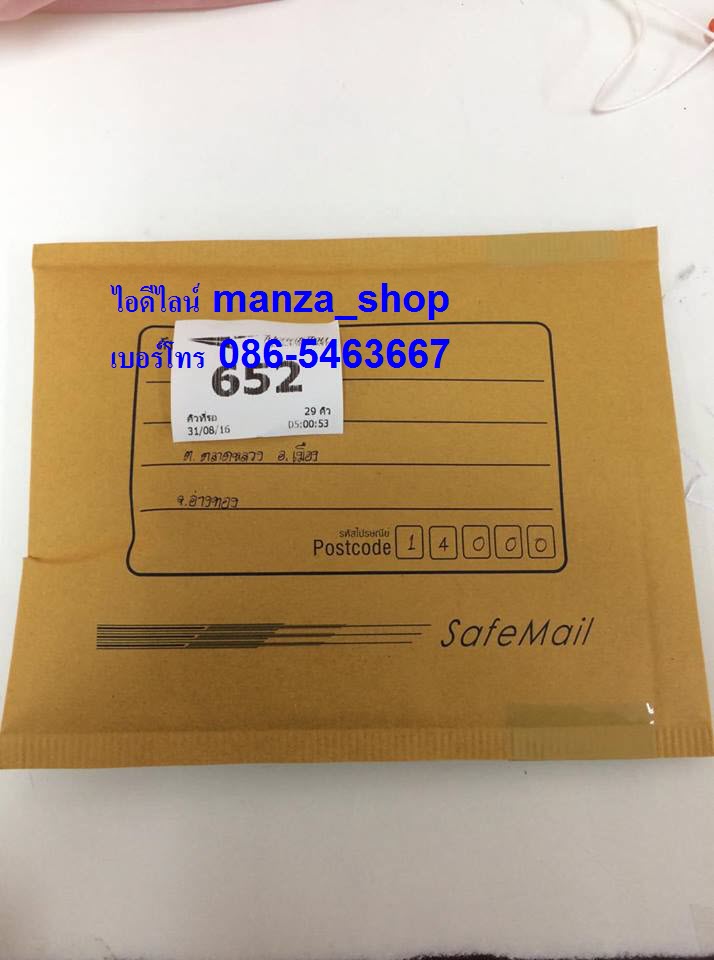 ไอดีไลน์ manza_shop
เบอร์โทร 086-5463667
652
คิวที่รอ 29 คิว
31/08/16 05:00:53
ต. ตลาดหลวง อ.เมือง
จ.อ่างทอง
รหัสไปรษณีย์
Postcode 14000
SafeMail